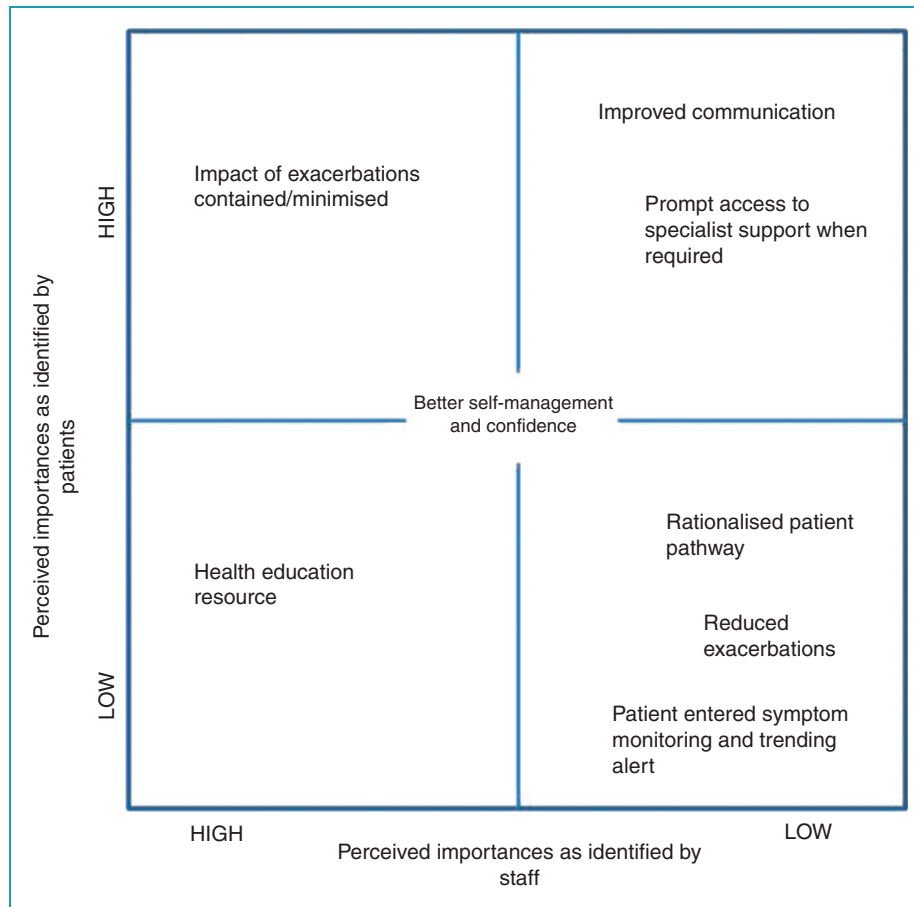 Improved communication
Impact of exacerbations
contained/minimised
Prompt access to
specialist support when
required
HIGH
Perceived importances as identified by
patients
Better self-management
and confidence
Rationalised patient
pathway
Health education
resource
Reduced
exacerbations
LOW
Patient entered symptom
monitoring and trending
alert
HIGH
LOW
Perceived importances as identified by
staff